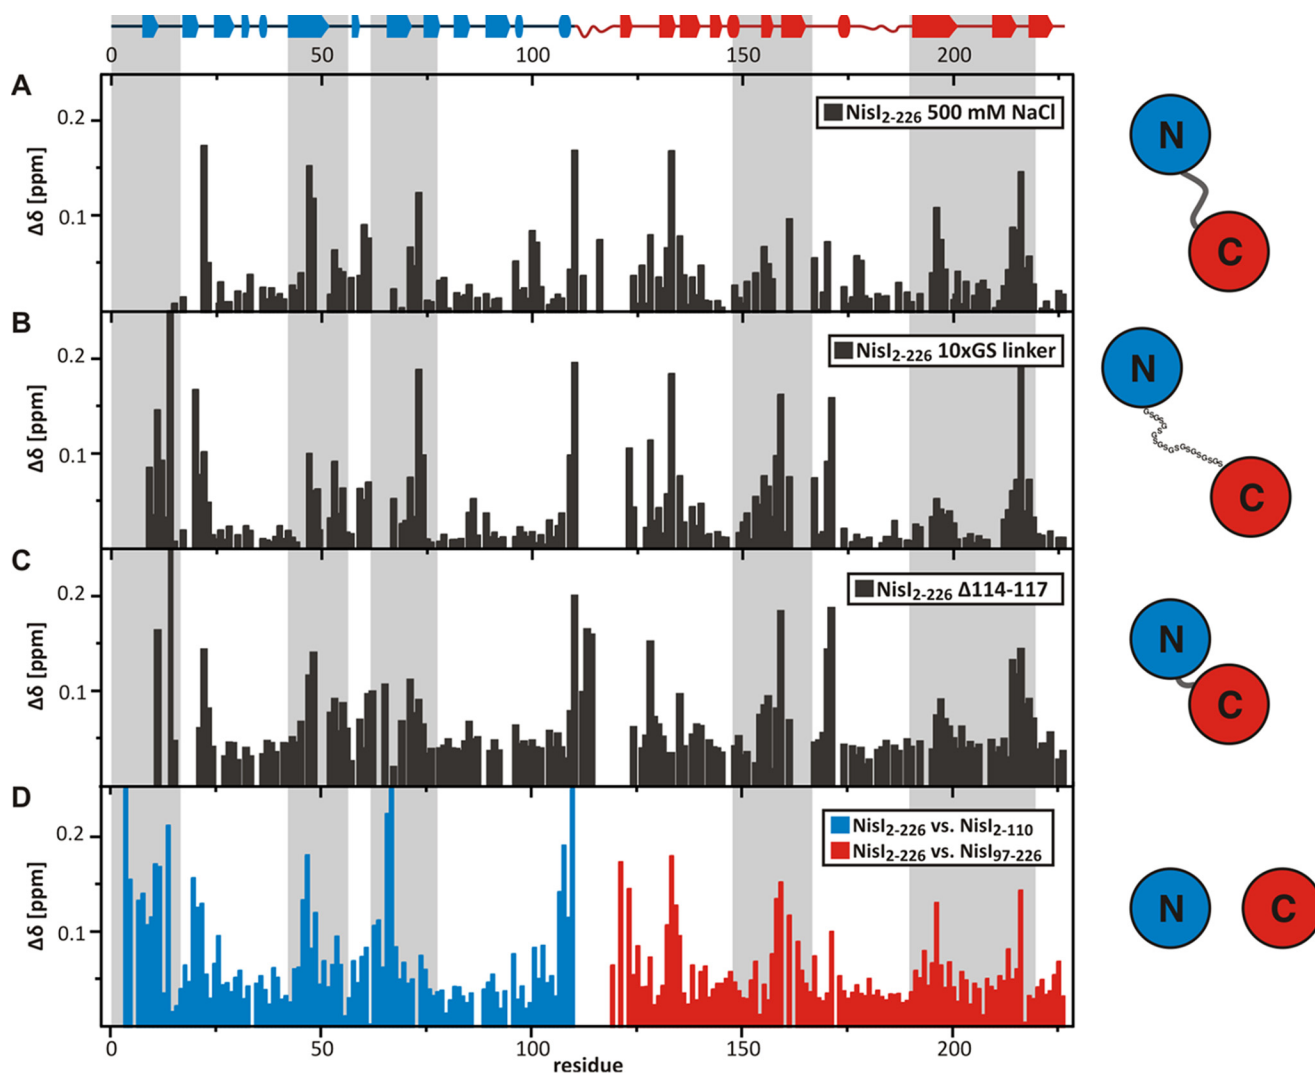 0 50 100 150 200
A
0.2
0.1
Δδ [ppm]
NisI2-226 500 mM NaCl
N
C
B
0.2
0.1
Δδ [ppm]
NisI2-226 10xGS linker
N
C
C
0.2
0.1
Δδ [ppm]
NisI2-226 Δ114-117
N
C
D
0.2
0.1
Δδ [ppm]
NisI2-226 vs. NisI2-110
NisI2-226 vs. NisI97-226
N C
0 50 100 150 200
residue